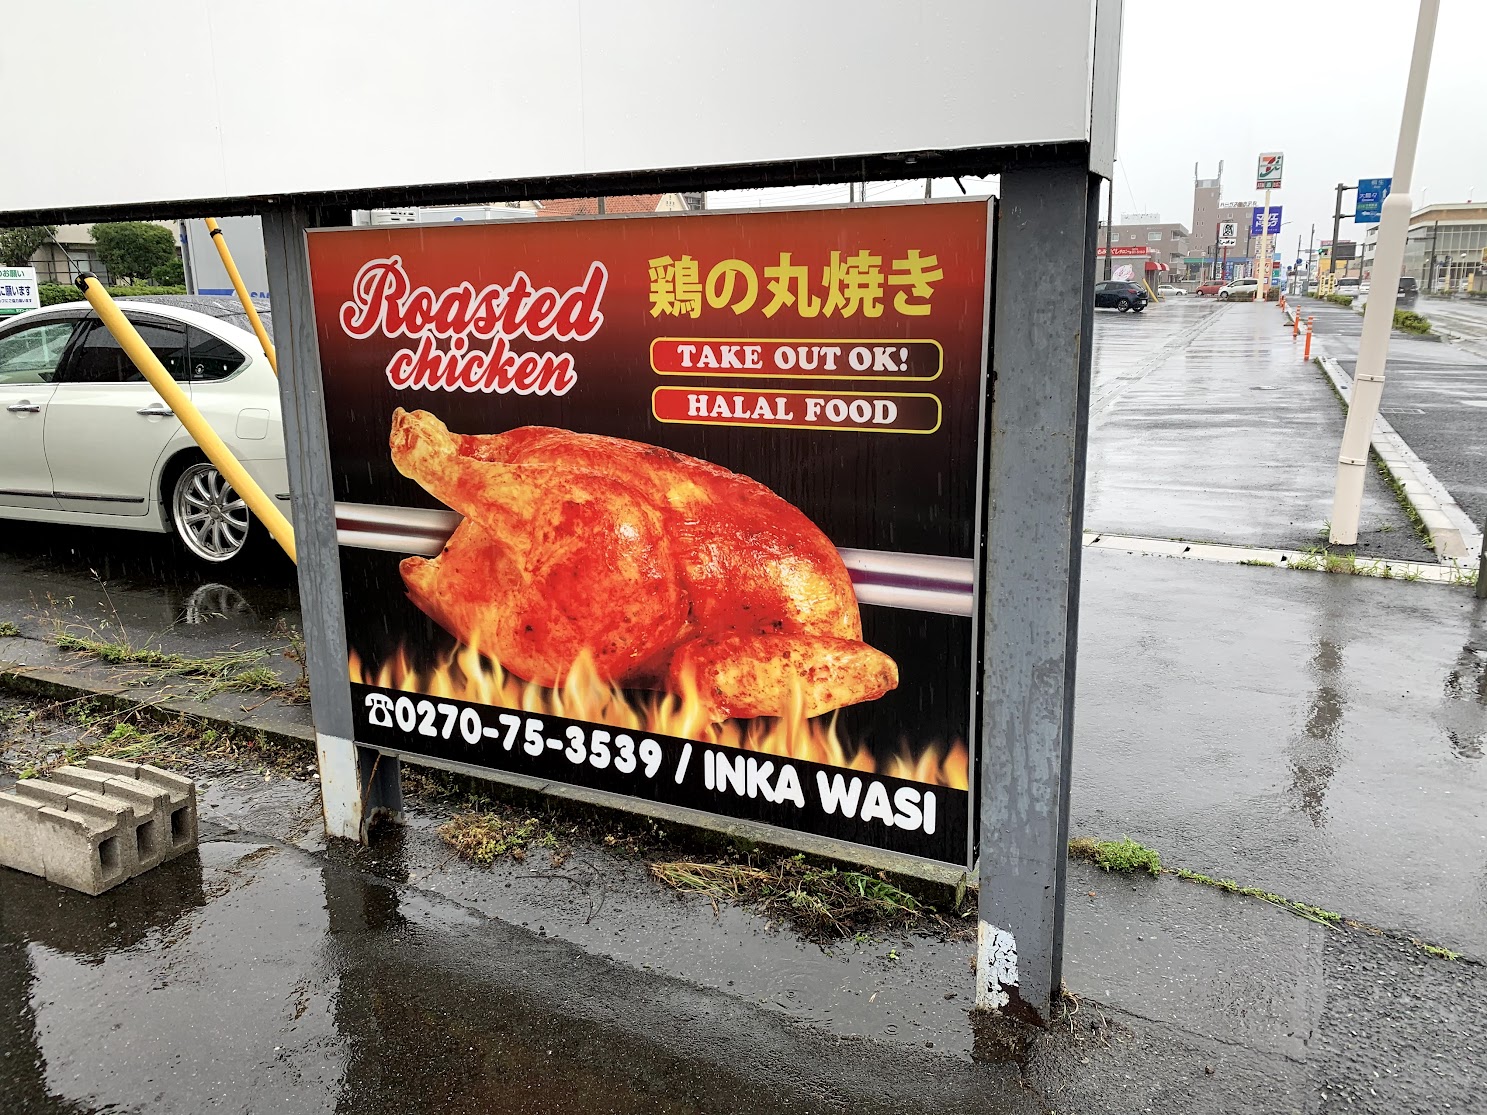 Roasted
chicken
鶏の丸焼き
TAKE OUT OK!
HALAL FOOD
☎0270-75-3539 / INKA WASI